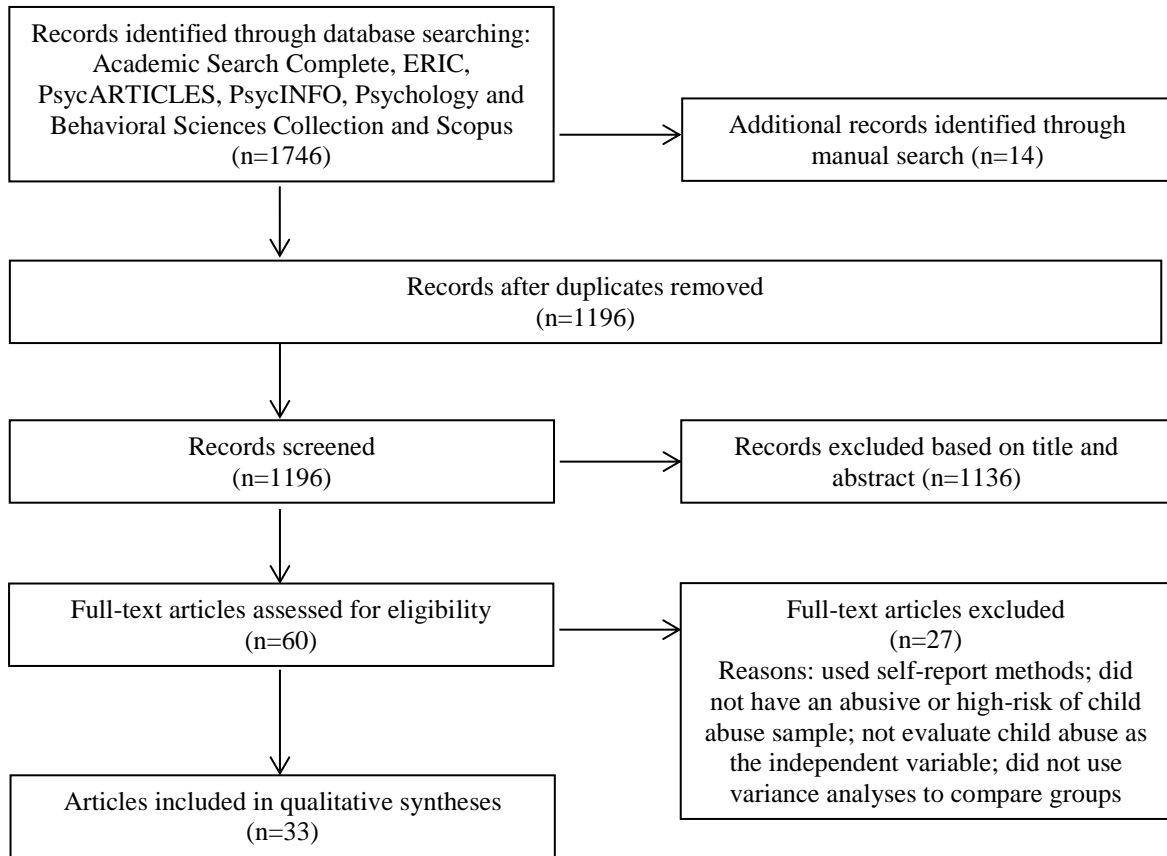 Records identified through database searching:
Academic Search Complete, ERIC,
PsycARTICLES, PsycINFO, Psychology and
Behavioral Sciences Collection and Scopus
(n=1746)
Additional records identified through
manual search (n=14)
Records after duplicates removed
(n=1196)
Records screened
(n=1196)
Records excluded based on title and
abstract (n=1136)
Full-text articles assessed for eligibility
(n=60)
Full-text articles excluded
(n=27)
Reasons: used self-report methods; did
not have an abusive or high-risk of child
abuse sample; not evaluate child abuse as
the independent variable; did not use
variance analyses to compare groups
Articles included in qualitative syntheses
(n=33)